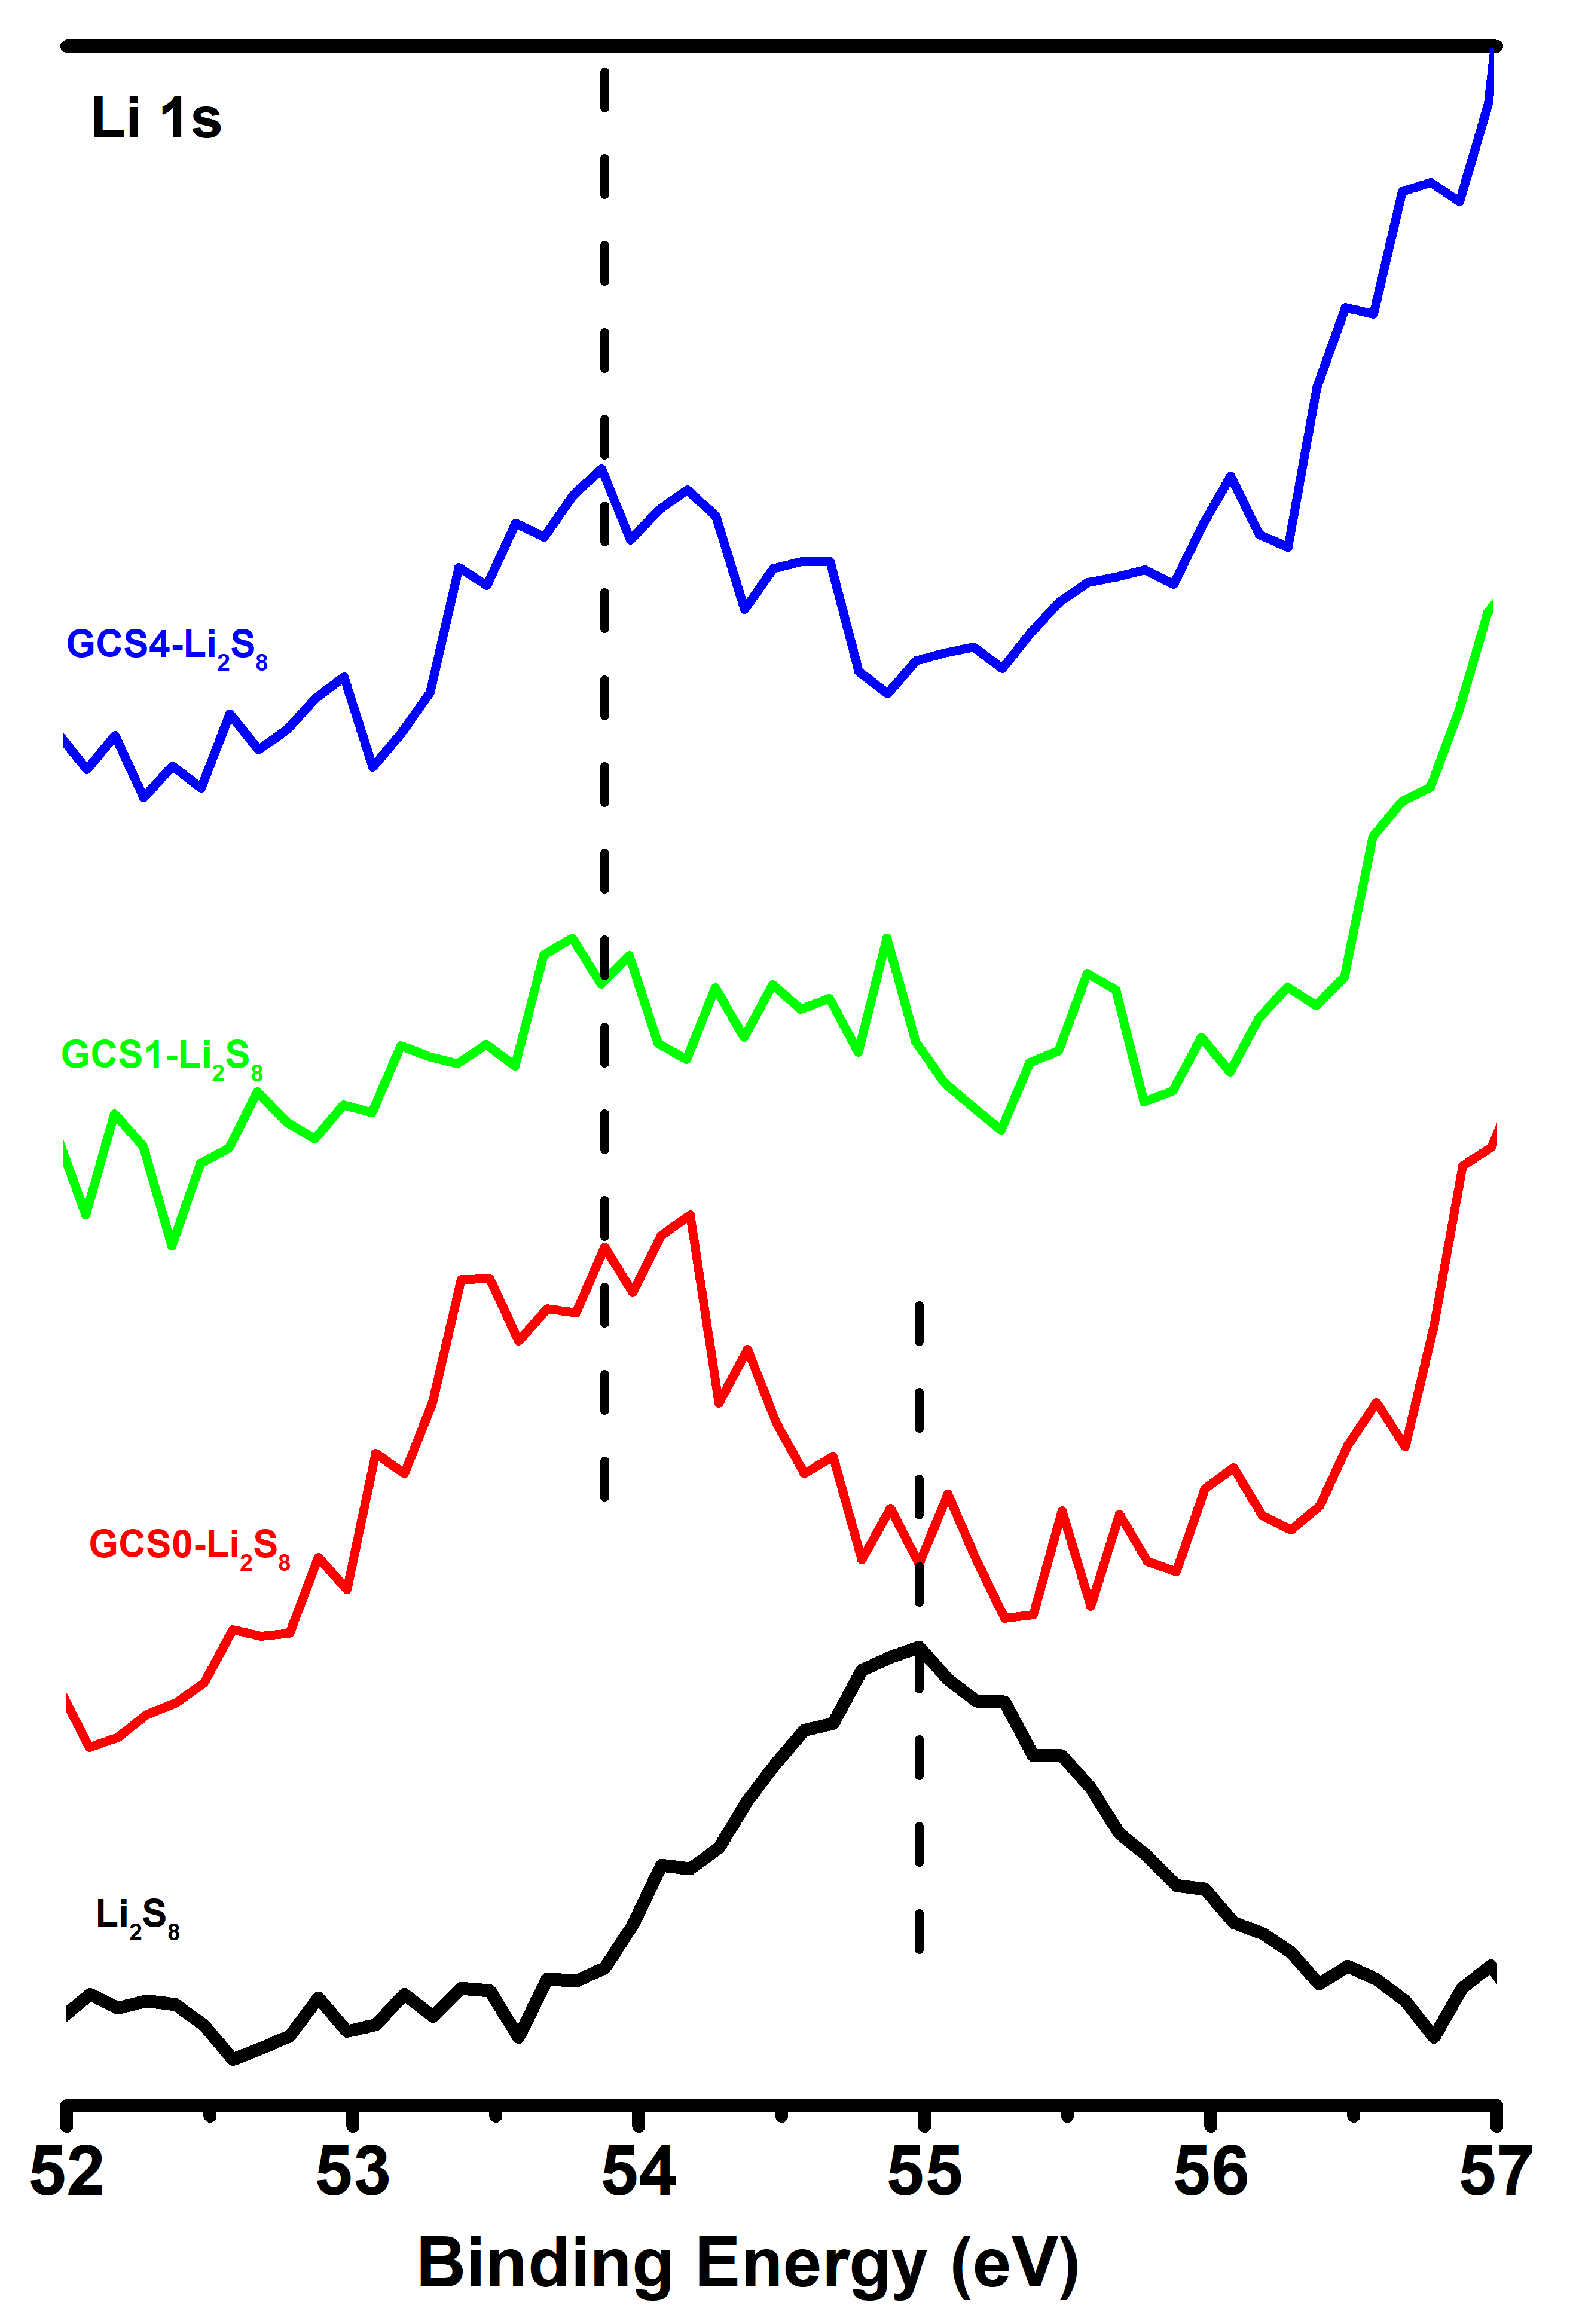 Li 1s
GCS4-Li₂S₈
GCS1-Li₂S₈
GCS0-Li₂S₈
Li₂S₈
52 53 54 55 56 57
Binding Energy (eV)